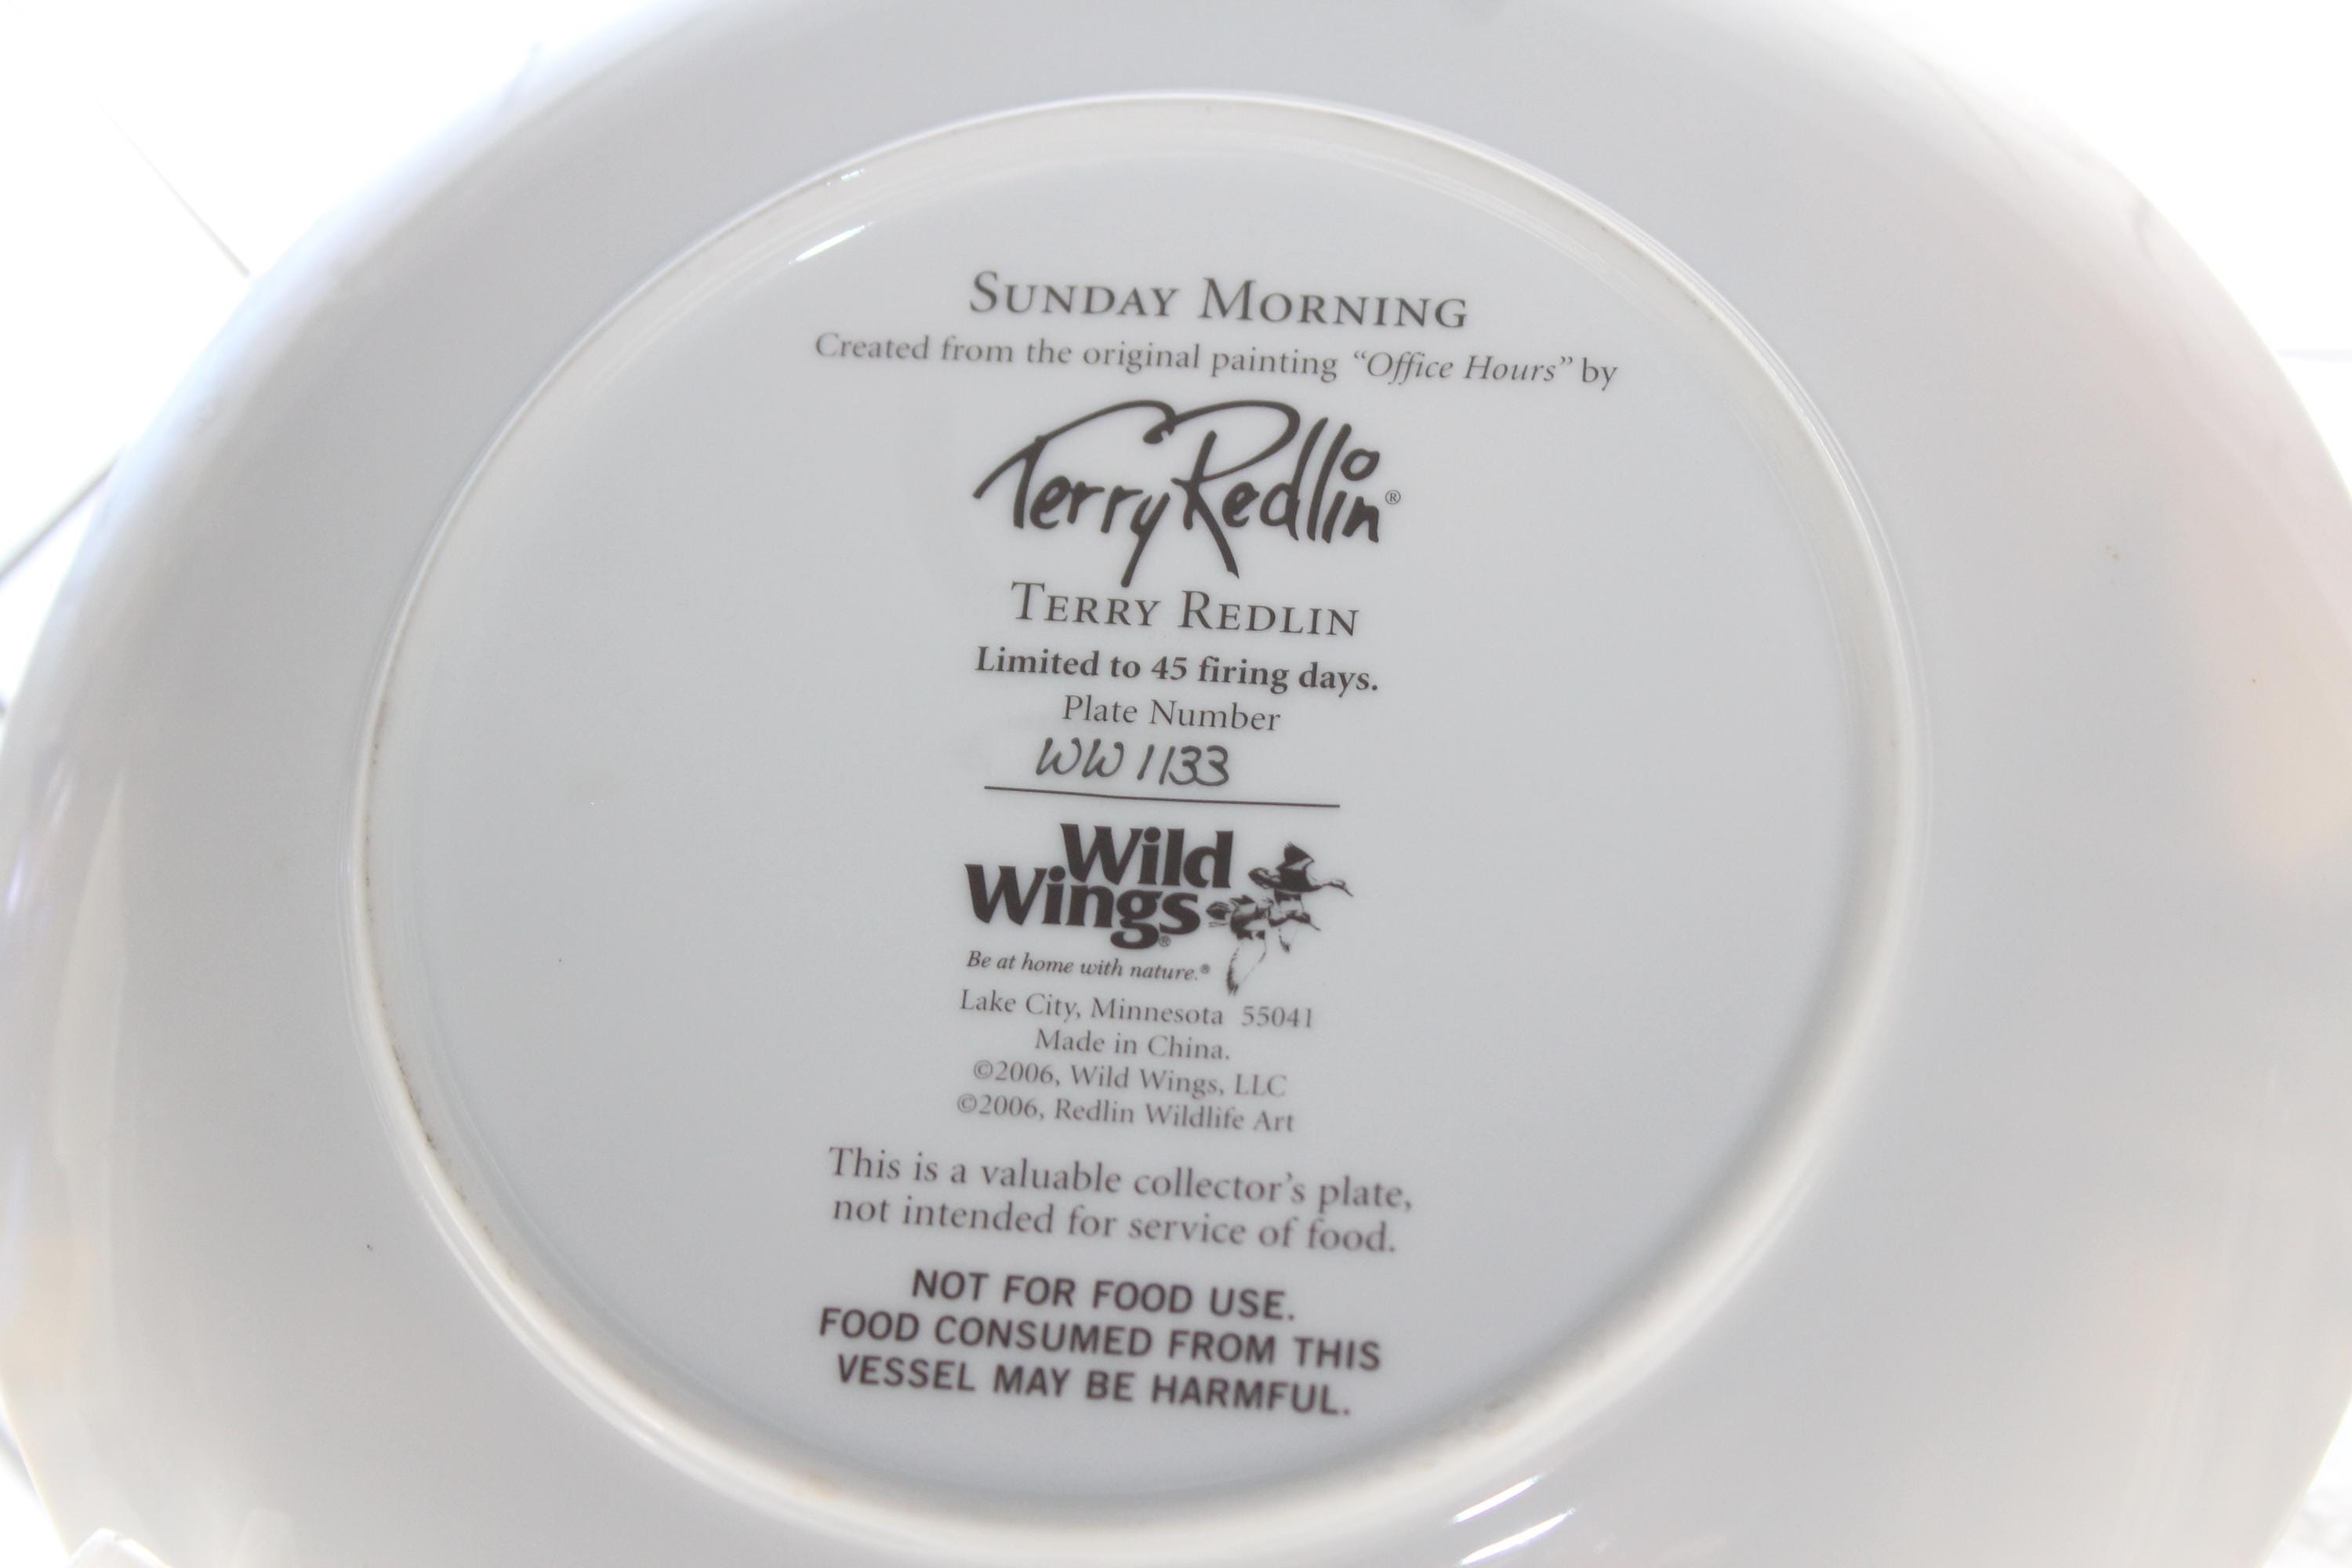 SUNDAY MORNING
Created from the original painting “Office Hours” by
Terry Redlin®
TERRY REDLIN
Limited to 45 firing days.
Plate Number
WW 1133
Wild
Wings®
Be at home with nature.®
Lake City, Minnesota 55041
Made in China.
©2006, Wild Wings, LLC
©2006, Redlin Wildlife Art
This is a valuable collector’s plate,
not intended for service of food.
NOT FOR FOOD USE.
FOOD CONSUMED FROM THIS
VESSEL MAY BE HARMFUL.